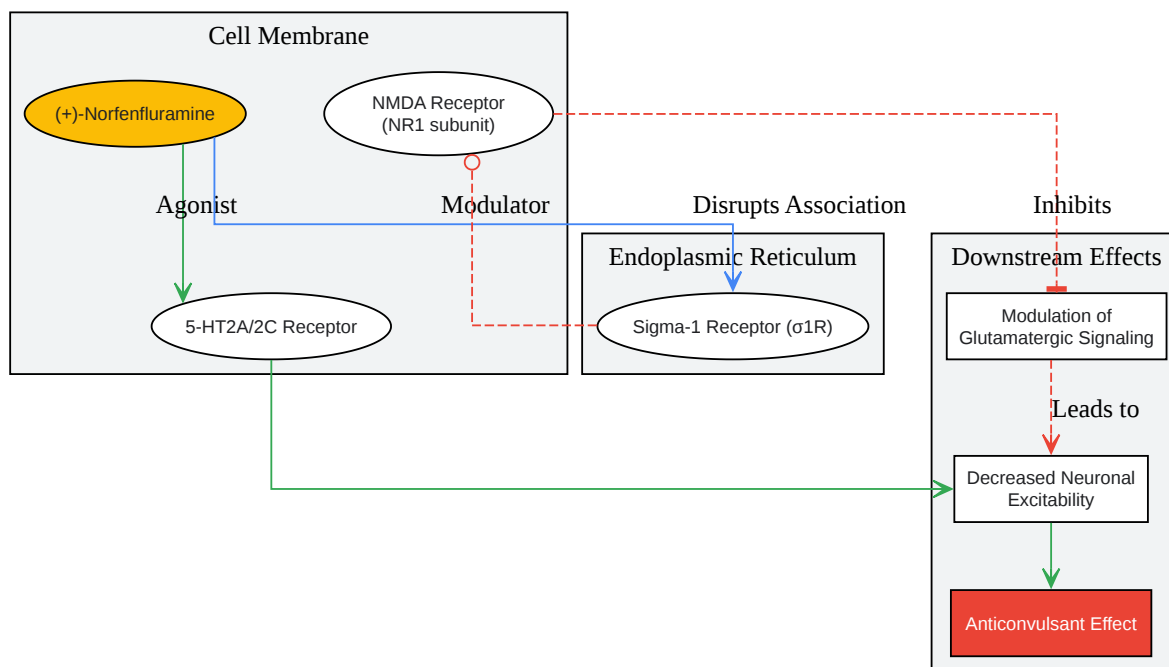 Cell Membrane
(+)-Norfenfluramine
NMDA Receptor
(NR1 subunit)
Agonist
Modulator
Disrupts Association
Inhibits
Endoplasmic Reticulum
Downstream Effects
5-HT2A/2C Receptor
Sigma-1 Receptor (σ1R)
Modulation of
Glutamatergic Signaling
Leads to
Decreased Neuronal
Excitability
Anticonvulsant Effect